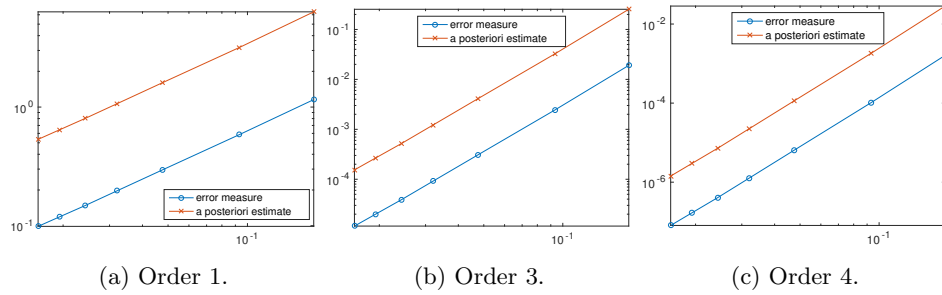 10^0
10^-1
10^-1
error measure
a posteriori estimate
(a) Order 1.
10^-1
10^-2
10^-3
10^-4
10^-1
error measure
a posteriori estimate
(b) Order 3.
10^-2
10^-4
10^-6
10^-1
error measure
a posteriori estimate
(c) Order 4.